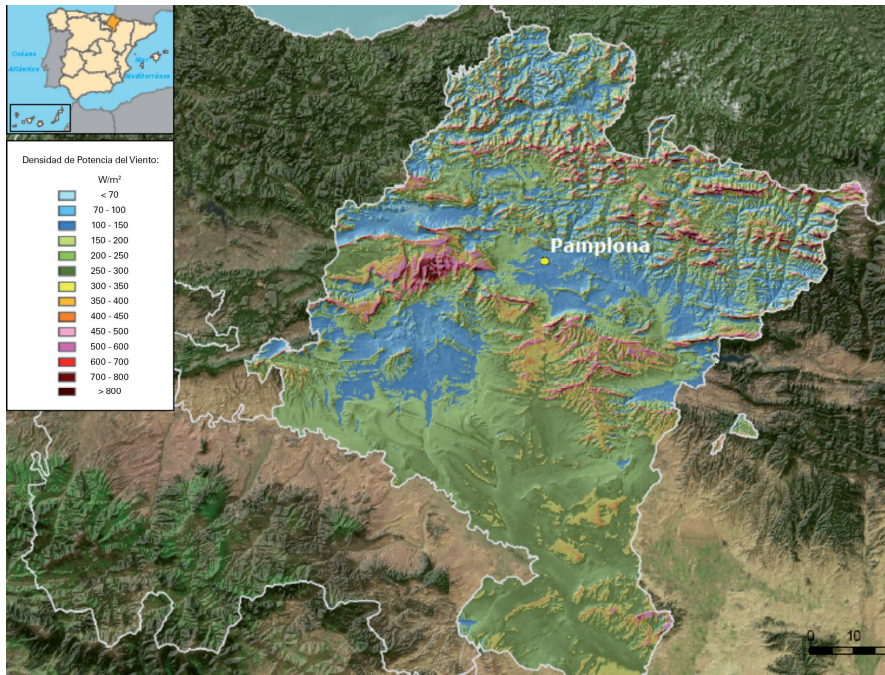 Océano
Atlántico
Mar
Mediterráneo
Densidad de Potencia del Viento:
W/m²
< 70
70 - 100
100 - 150
150 - 200
200 - 250
250 - 300
300 - 350
350 - 400
400 - 450
450 - 500
500 - 600
600 - 700
700 - 800
> 800
Pamplona
0 10